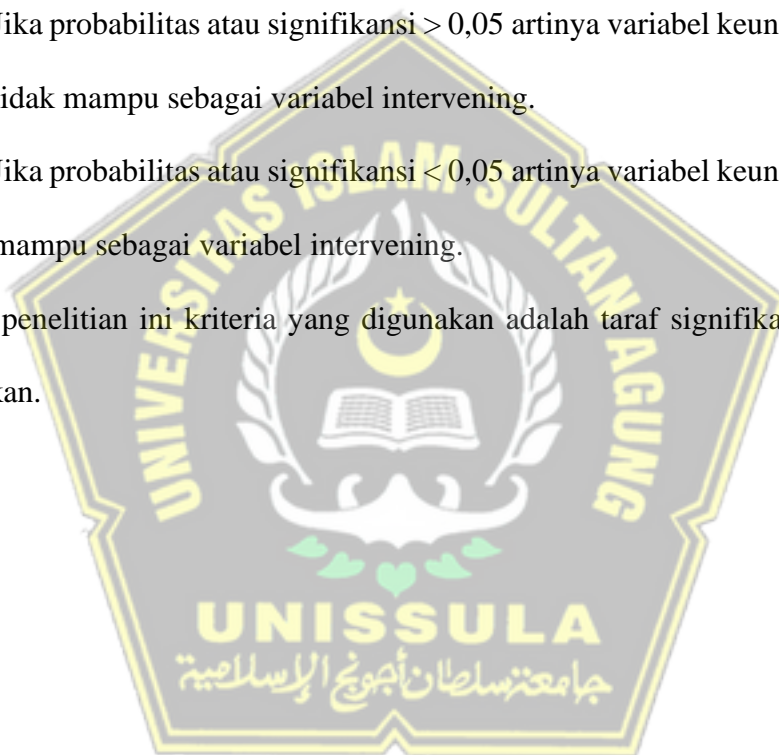 Jika probabilitas atau signifikansi > 0,05 artinya variabel keun
tidak mampu sebagai variabel intervening.
Jika probabilitas atau signifikansi < 0,05 artinya variabel keun
mampu sebagai variabel intervening.
penelitian ini kriteria yang digunakan adalah taraf signifika
kan.
UNIVERSITAS ISLAM SULTAN AGUNG
UNISSULA
جامعتنسلطان أجونج الإسلامية